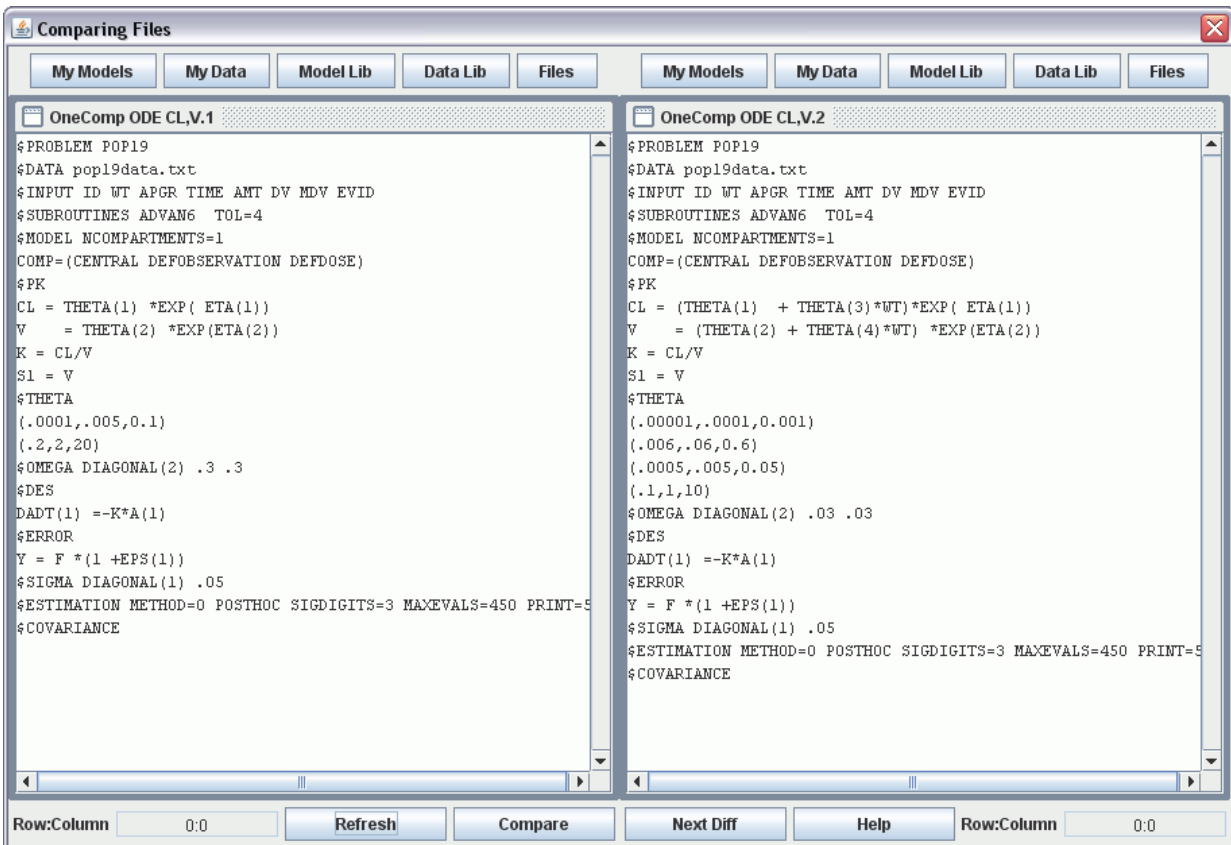 Comparing Files
My Models My Data Model Lib Data Lib Files My Models My Data Model Lib Data Lib Files
OneComp ODE CL,V.1
$PROBLEM POP19
$DATA pop19data.txt
$INPUT ID WT APGR TIME AMT DV MDV EVID
$SUBROUTINES ADVAN6  TOL=4
$MODEL NCOMPARTMENTS=1
COMP=(CENTRAL DEFOBSERVATION DEFDOSE)
$PK
CL = THETA(1) *EXP( ETA(1))
V    = THETA(2) *EXP(ETA(2))
K = CL/V
S1 = V
$THETA
(.0001,.005,0.1)
(.2,2,20)
$OMEGA DIAGONAL(2) .3 .3
$DES
DADT(1) =-K*A(1)
$ERROR
Y = F *(1 +EPS(1))
$SIGMA DIAGONAL(1) .05
$ESTIMATION METHOD=0 POSTHOC SIGDIGITS=3 MAXEVALS=450 PRINT=5
$COVARIANCE
OneComp ODE CL,V.2
$PROBLEM POP19
$DATA pop19data.txt
$INPUT ID WT APGR TIME AMT DV MDV EVID
$SUBROUTINES ADVAN6  TOL=4
$MODEL NCOMPARTMENTS=1
COMP=(CENTRAL DEFOBSERVATION DEFDOSE)
$PK
CL = (THETA(1)  + THETA(3)*WT)*EXP( ETA(1))
V    = (THETA(2) + THETA(4)*WT) *EXP(ETA(2))
K = CL/V
S1 = V
$THETA
(.00001,.0001,0.001)
(.006,.06,0.6)
(.0005,.005,0.05)
(.1,1,10)
$OMEGA DIAGONAL(2) .03 .03
$DES
DADT(1) =-K*A(1)
$ERROR
Y = F *(1 +EPS(1))
$SIGMA DIAGONAL(1) .05
$ESTIMATION METHOD=0 POSTHOC SIGDIGITS=3 MAXEVALS=450 PRINT=5
$COVARIANCE
Row:Column 0:0 Refresh Compare Next Diff Help Row:Column 0:0